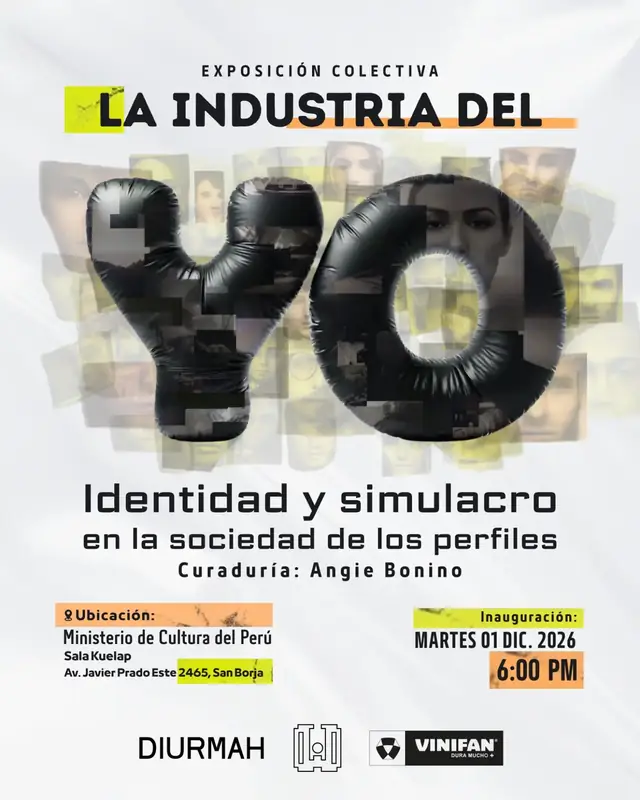 EXPOSICIÓN COLECTIVA
LA INDUSTRIA DEL
YO
Identidad y simulacro
en la sociedad de los perfiles
Curaduría: Angie Bonino
Ubicación:
Ministerio de Cultura del Perú
Sala Kuelap
Av. Javier Prado Este 2465, San Borja
Inauguración:
MARTES 01 DIC. 2026
6:00 PM
DIURMAH
VINIFAN®
DURA MUCHO +